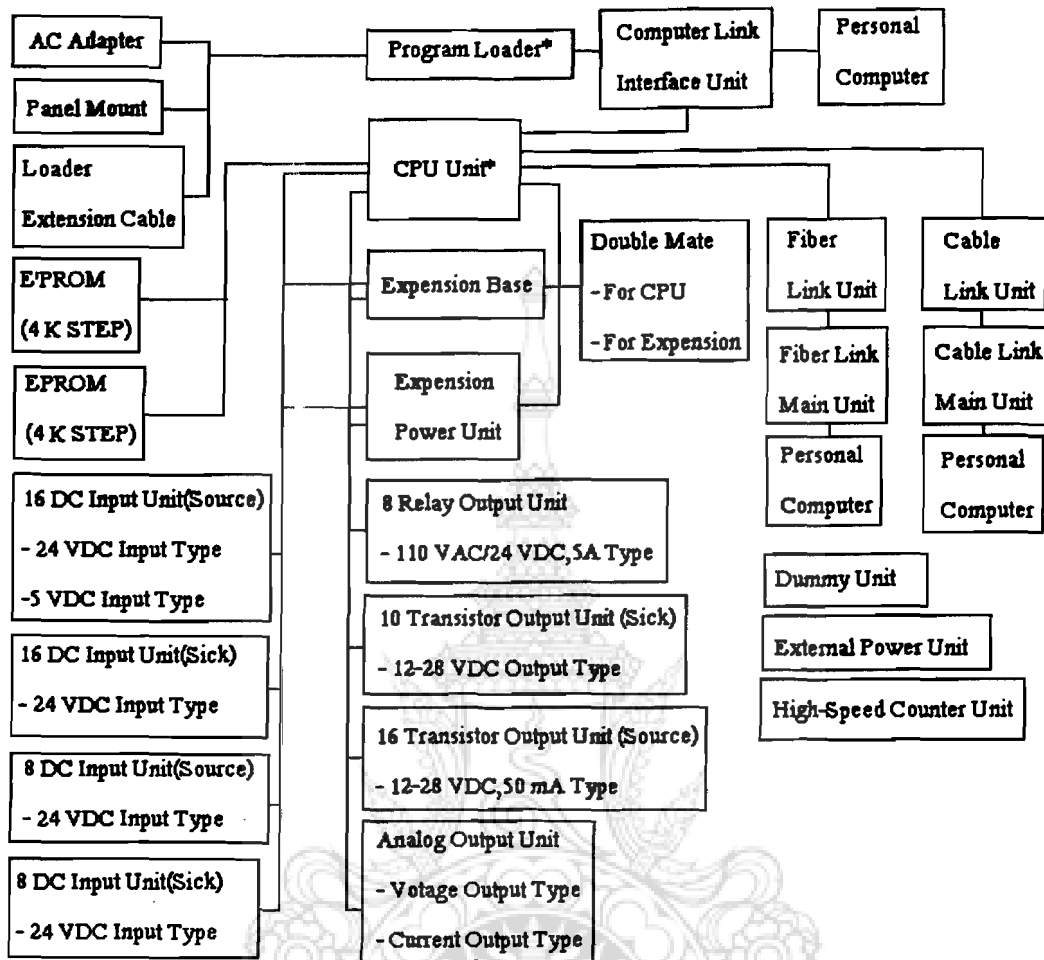 AC Adapter
Panel Mount
Loader
Extension Cable
E'PROM
(4 K STEP)
EPROM
(4 K STEP)
16 DC Input Unit(Source)
- 24 VDC Input Type
-5 VDC Input Type
16 DC Input Unit(Sick)
- 24 VDC Input Type
8 DC Input Unit(Source)
- 24 VDC Input Type
8 DC Input Unit(Sick)
- 24 VDC Input Type
Program Loader*
CPU Unit*
Expension Base
Expension
Power Unit
8 Relay Output Unit
- 110 VAC/24 VDC,5A Type
10 Transistor Output Unit (Sick)
- 12-28 VDC Output Type
16 Transistor Output Unit (Source)
- 12-28 VDC,50 mA Type
Analog Output Unit
- Votage Output Type
- Current Output Type
Computer Link
Interface Unit
Personal
Computer
Double Mate
- For CPU
- For Expension
Fiber
Link Unit
Fiber Link
Main Unit
Personal
Computer
Cable
Link Unit
Cable Link
Main Unit
Personal
Computer
Dummy Unit
External Power Unit
High-Speed Counter Unit